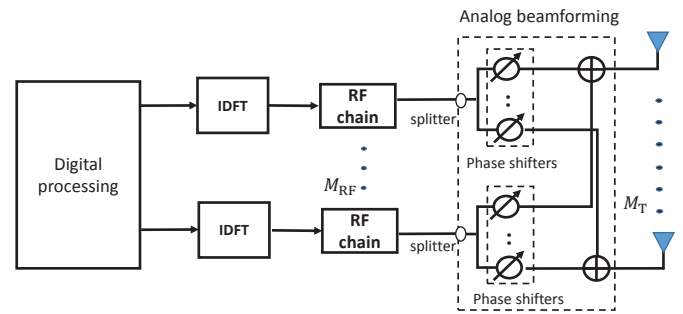 Analog beamforming
Digital
processing
IDFT
RF
chain
splitter
Phase shifters
M_RF
M_T
IDFT
RF
chain
splitter
Phase shifters